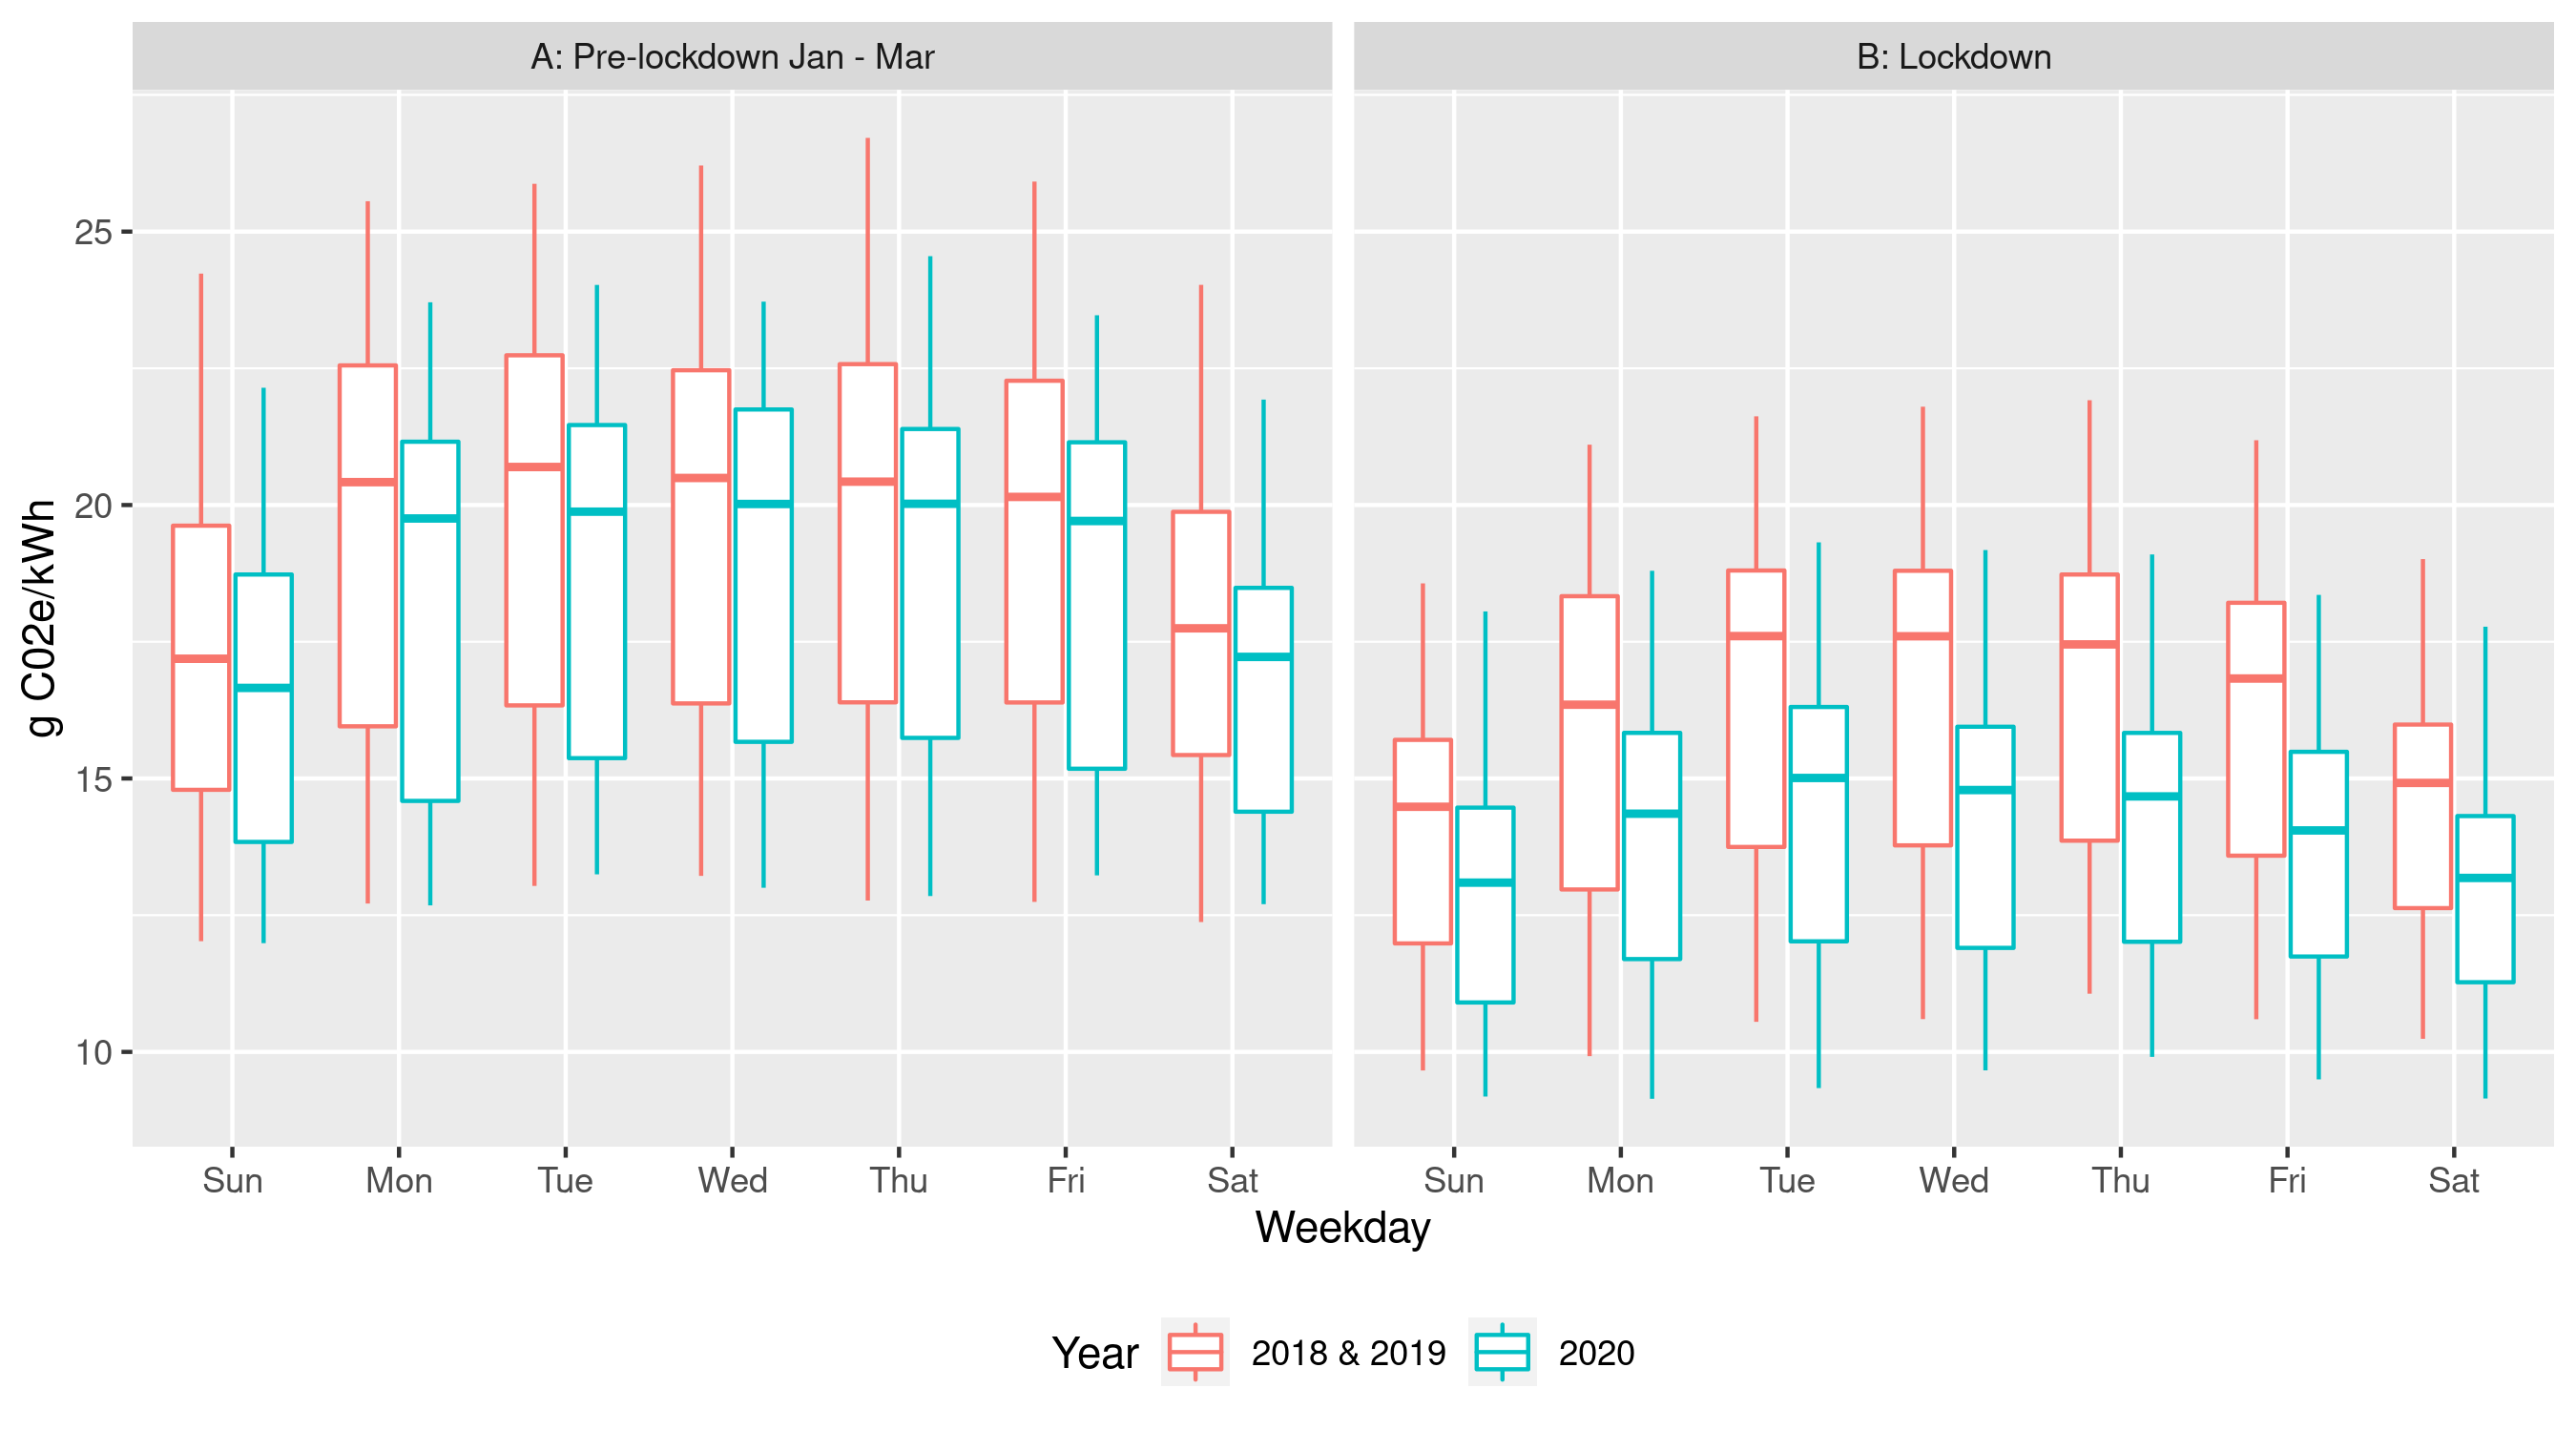 A: Pre-lockdown Jan - Mar
B: Lockdown
g C02e/kWh
25
20
15
10
Sun Mon Tue Wed Thu Fri Sat
Sun Mon Tue Wed Thu Fri Sat
Weekday
Year 2018 & 2019 2020